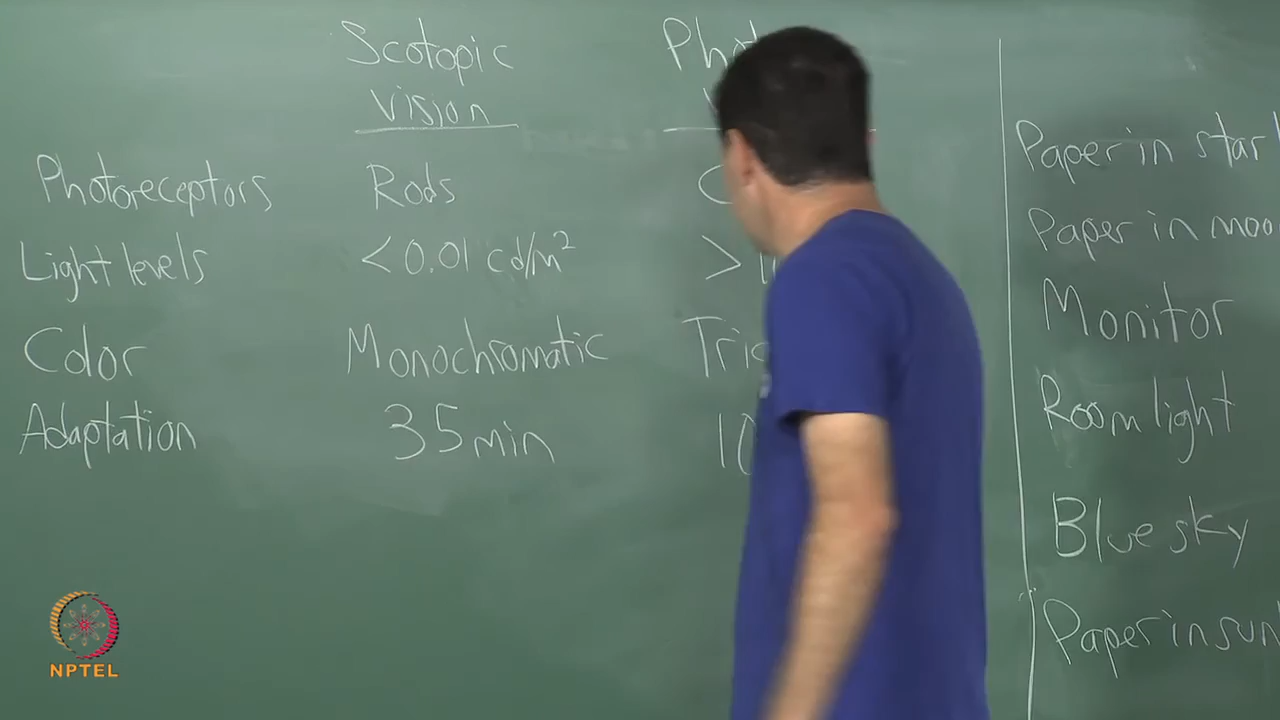 Scotopic
vision
Photoreceptors Rods
Light levels <0.01 cd/m²
Color Monochromatic
Adaptation 35 min
Paper in star
Paper in moo
Monitor
Room light
Blue sky
Paper in sun
NPTEL